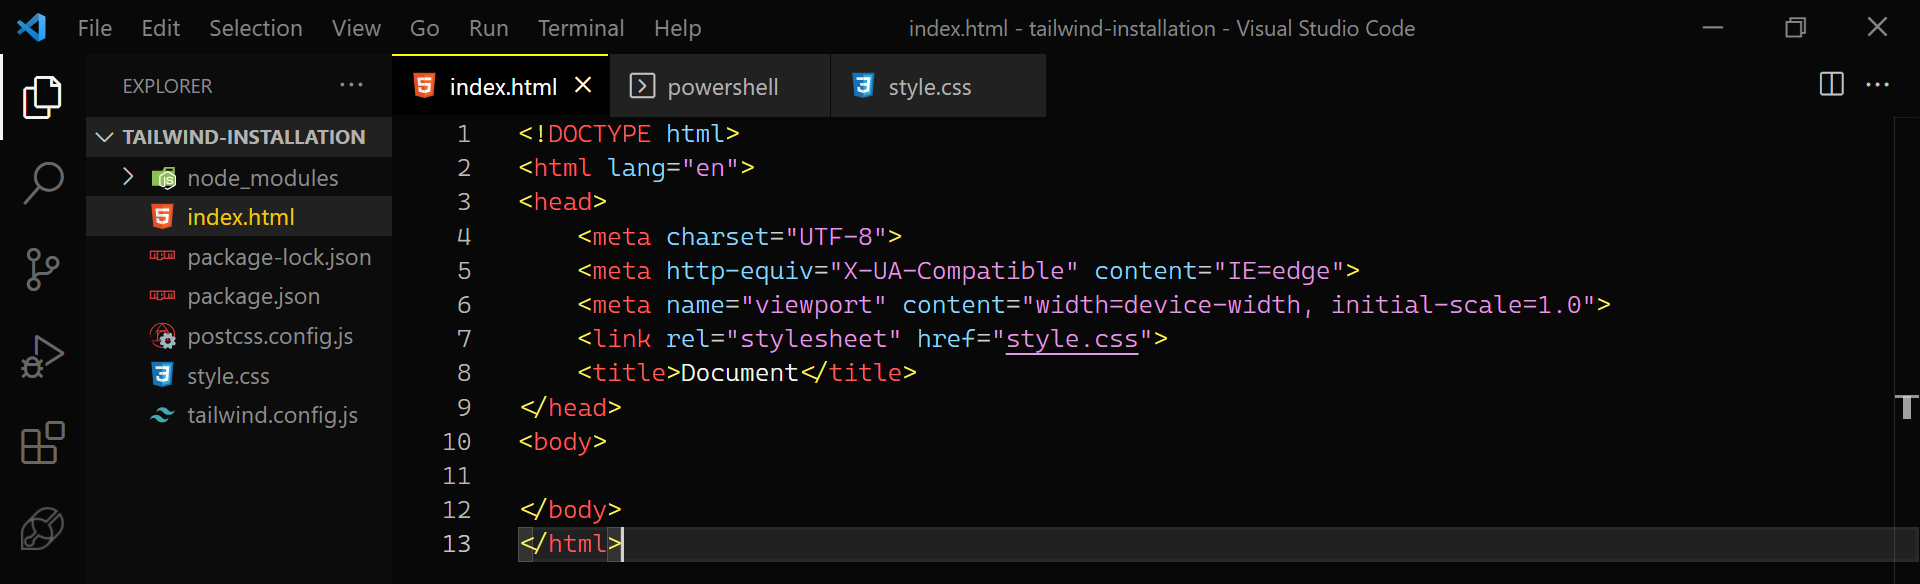 File Edit Selection View Go Run Terminal Help index.html - tailwind-installation - Visual Studio Code
EXPLORER
index.html
powershell
style.css
TAILWIND-INSTALLATION
node_modules
index.html
package-lock.json
package.json
postcss.config.js
style.css
tailwind.config.js
1 <!DOCTYPE html>
2 <html lang="en">
3 <head>
4     <meta charset="UTF-8">
5     <meta http-equiv="X-UA-Compatible" content="IE=edge">
6     <meta name="viewport" content="width=device-width, initial-scale=1.0">
7     <link rel="stylesheet" href="style.css">
8     <title>Document</title>
9 </head>
10 <body>
11
12 </body>
13 </html>